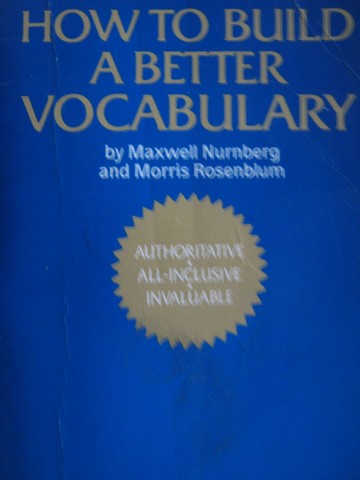 HOW TO BUILD
A BETTER
VOCABULARY
by Maxwell Nurnberg
and Morris Rosenblum
AUTHORITATIVE
•
ALL-INCLUSIVE
•
INVALUABLE